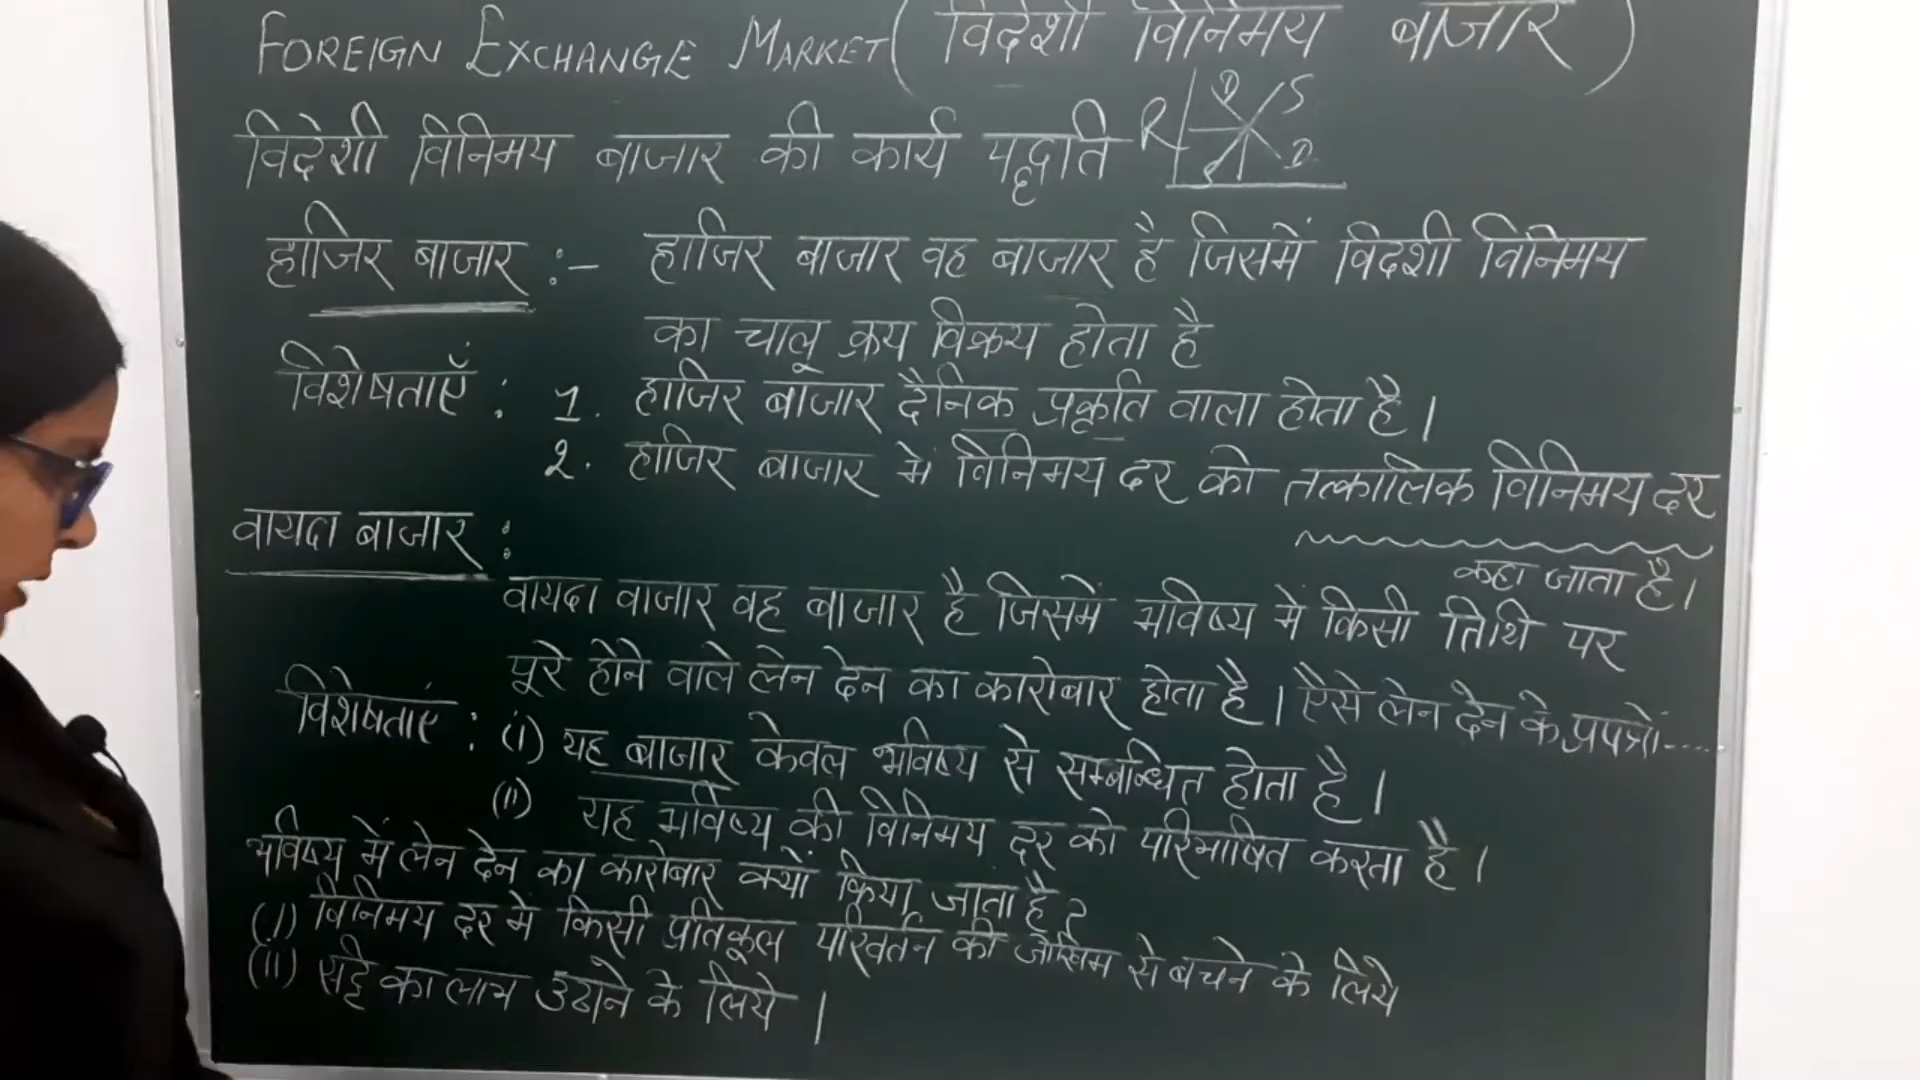 FOREIGN EXCHANGE MARKET (विदेशी विनिमय बाजार)
विदेशी विनिमय बाजार की कार्य पद्धति R D S S D
हाजिर बाजार :- हाजिर बाजार वह बाजार है जिसमें विदशी विनिमय
का चालू क्रय विक्रय होता है
विशेषताएँ : 1. हाजिर बाजार दैनिक प्रकृति वाला होता है।
2. हाजिर बाजार में विनिमय दर को तत्कालिक विनिमय दर
कहा जाता है।
वायदा बाजार :
वायदा बाजार वह बाजार है जिसमें भविष्य में किसी तिथि पर
पूरे होने वाले लेन देन का कारोबार होता है। ऐसे लेन देन के प्रपत्रों.....
विशेषताएं : (i) यह बाजार केवल भविष्य से सम्बन्धित होता है।
(ii) यह भविष्य की विनिमय दर को परिभाषित करता है।
भविष्य में लेन देन का कारोबार क्यों किया जाता है?
(i) विनिमय दर में किसी प्रतिकूल परिवर्तन की जोखिम से बचने के लिये
(ii) सट्टे का लाभ उठाने के लिये।